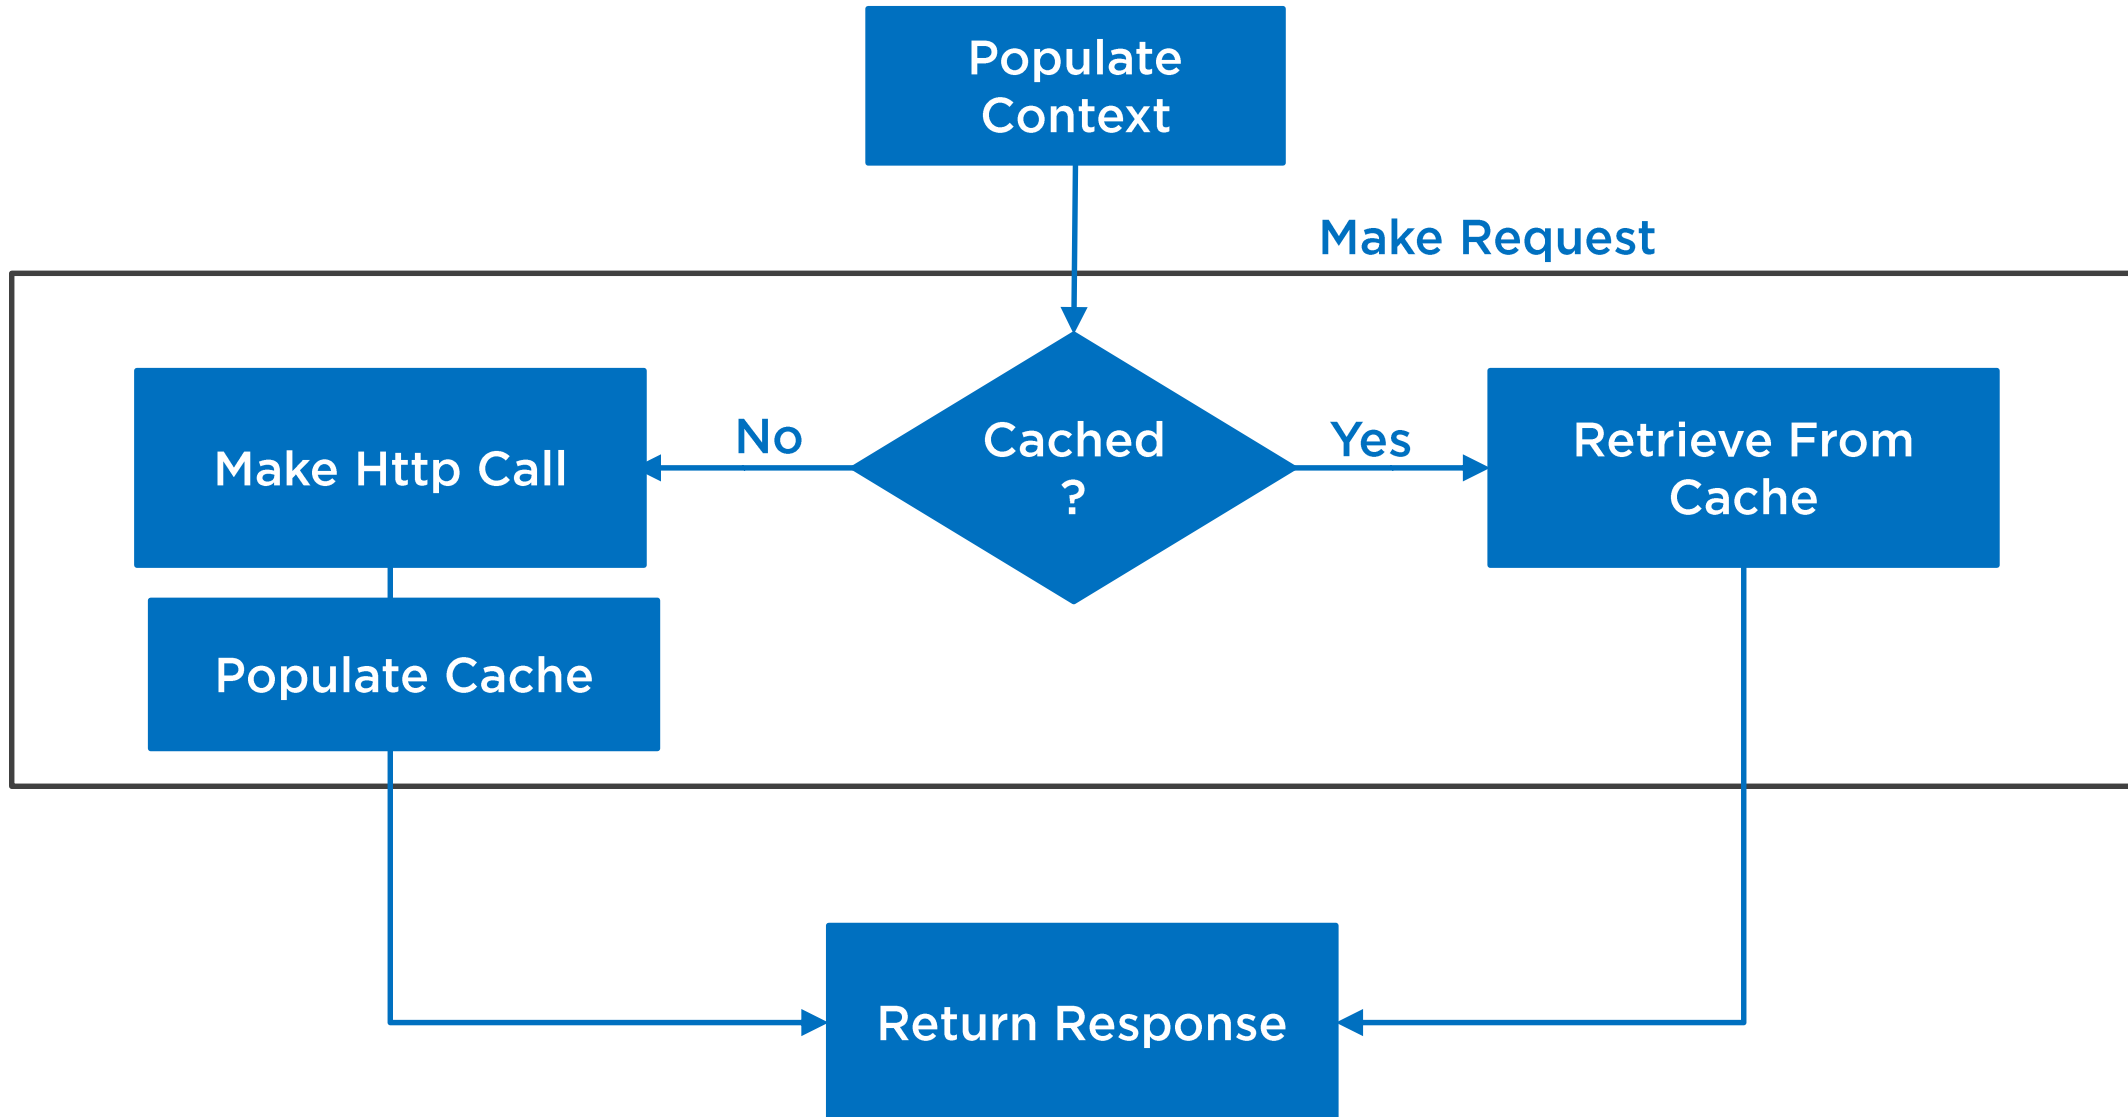 Populate
Context
Make Request
No
Cached
?
Yes
Make Http Call
Retrieve From
Cache
Populate Cache
Return Response